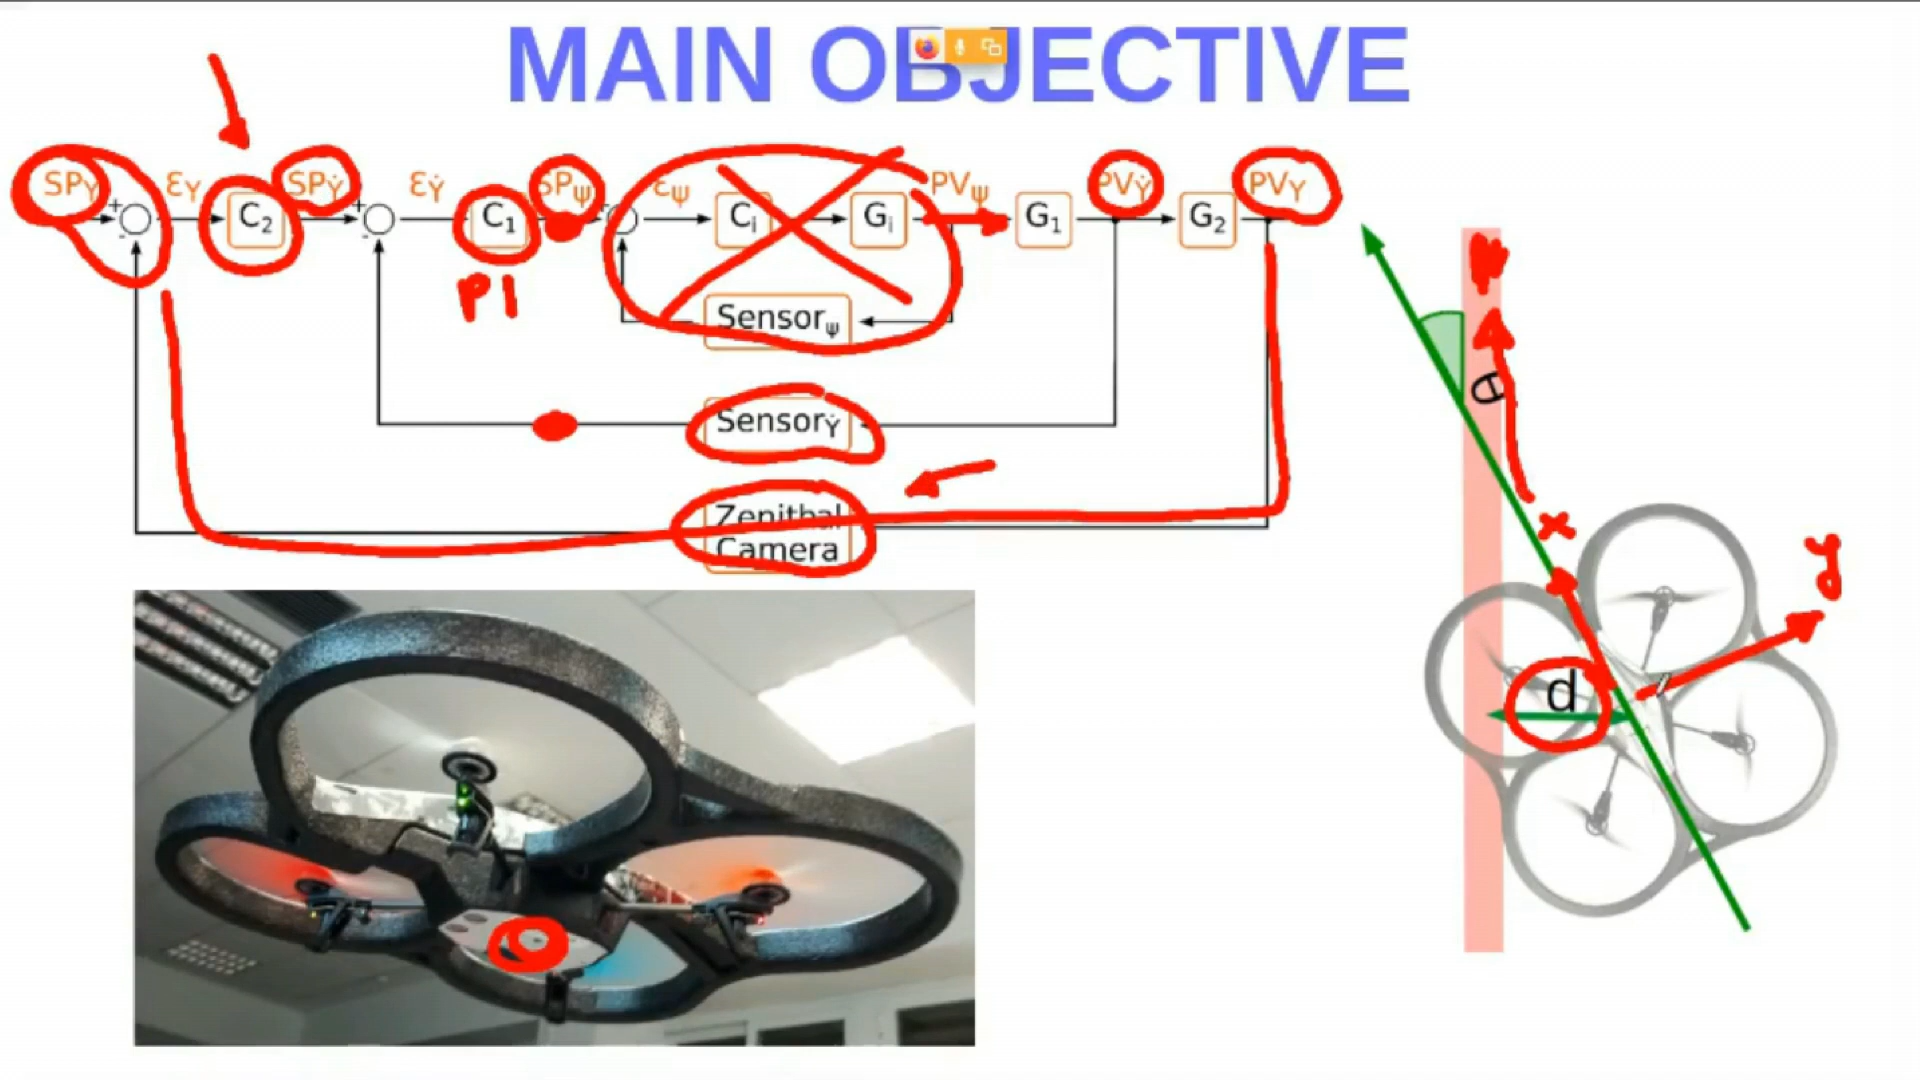 MAIN OBJECTIVE
SPY εY C2 SPẎ εẎ C1 SPψ εψ Ci Gi PVψ G1 PVẎ G2 PVY
+ - + - -
PI
Sensorψ
SensorẎ
Zenithal
Camera
θ
x
y
d